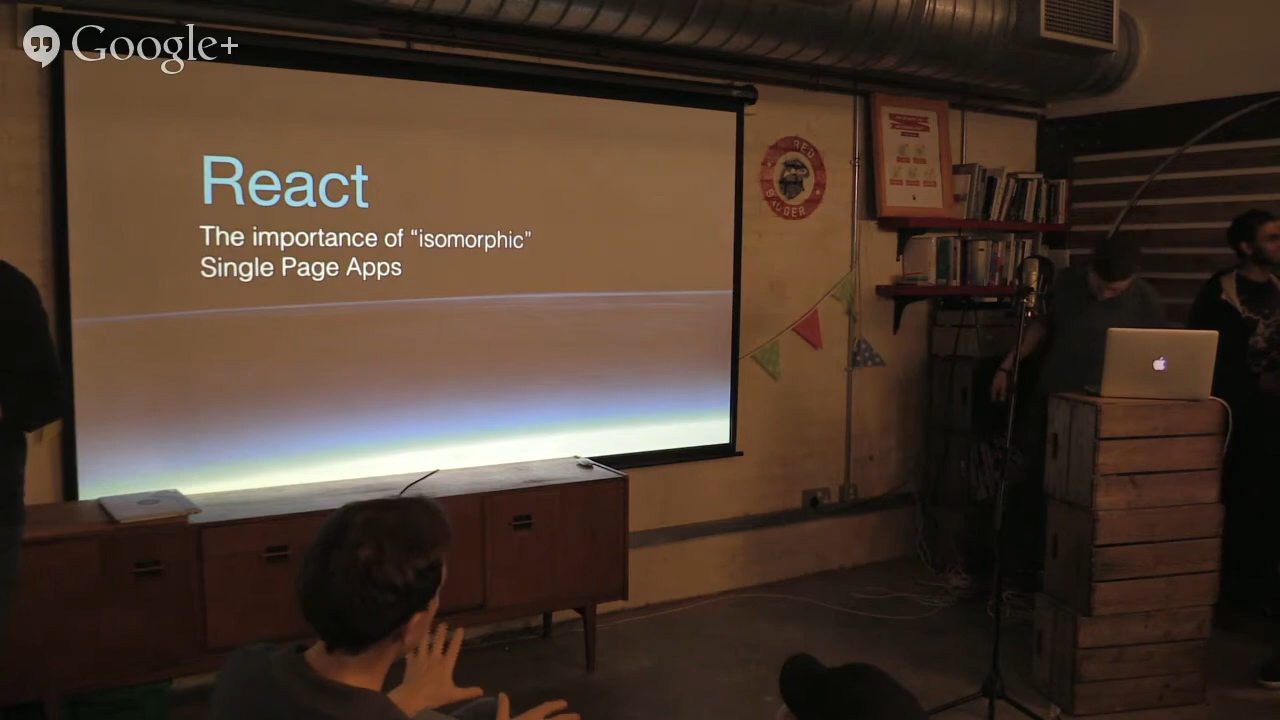 Google+
React
The importance of “isomorphic”
Single Page Apps
RED
BADGER